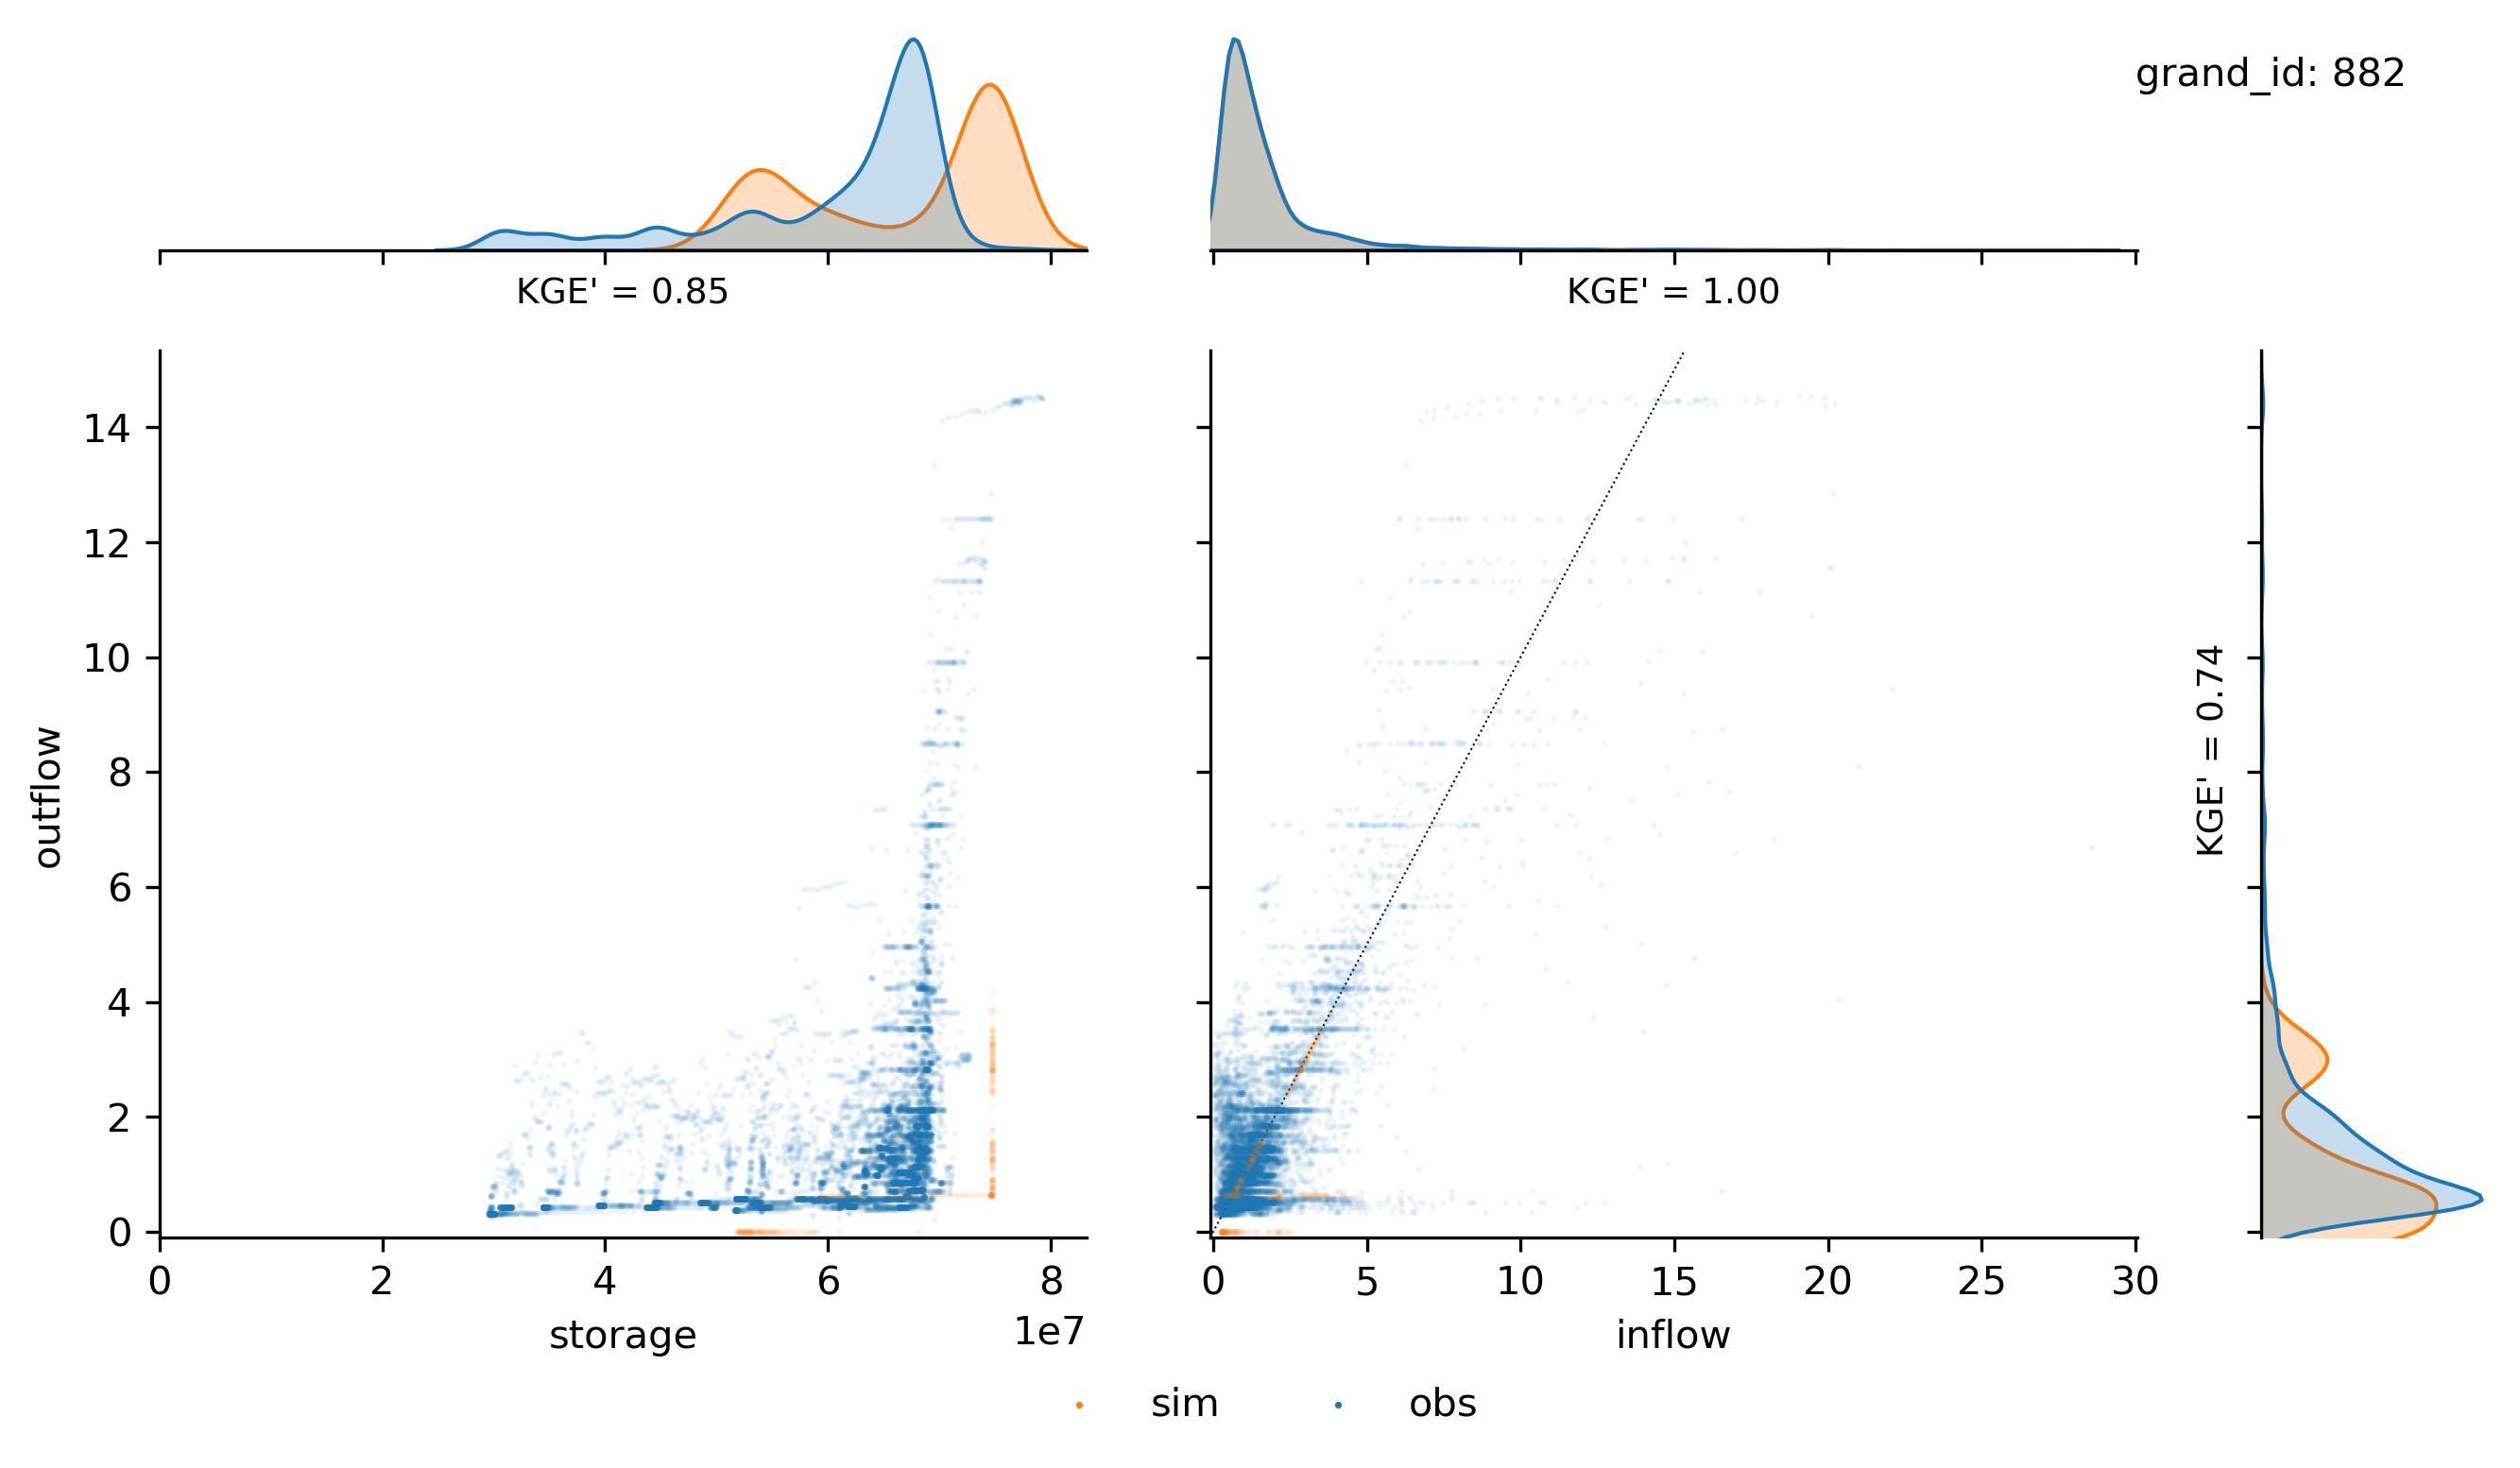 grand_id: 882
KGE' = 0.85
KGE' = 1.00
outflow
14
12
10
8
6
4
2
0
KGE' = 0.74
0 2 4 6 8
1e7
storage
0 5 10 15 20 25 30
inflow
sim obs